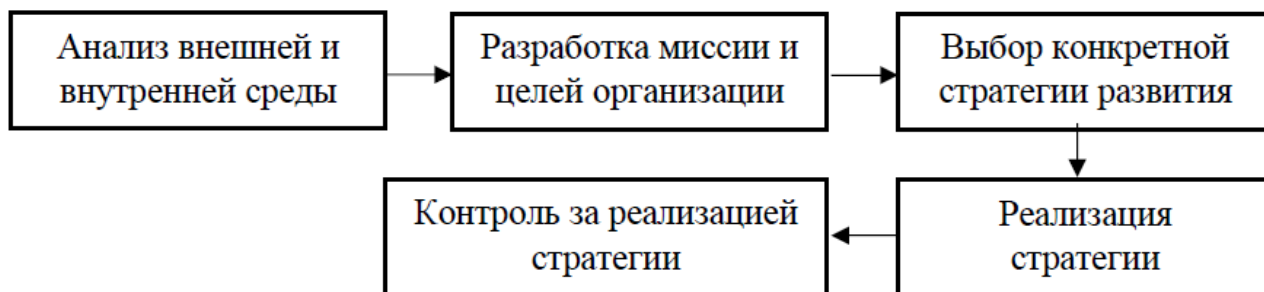 Анализ внешней и
внутренней среды
Разработка миссии и
целей организации
Выбор конкретной
стратегии развития
Реализация
стратегии
Контроль за реализацией
стратегии